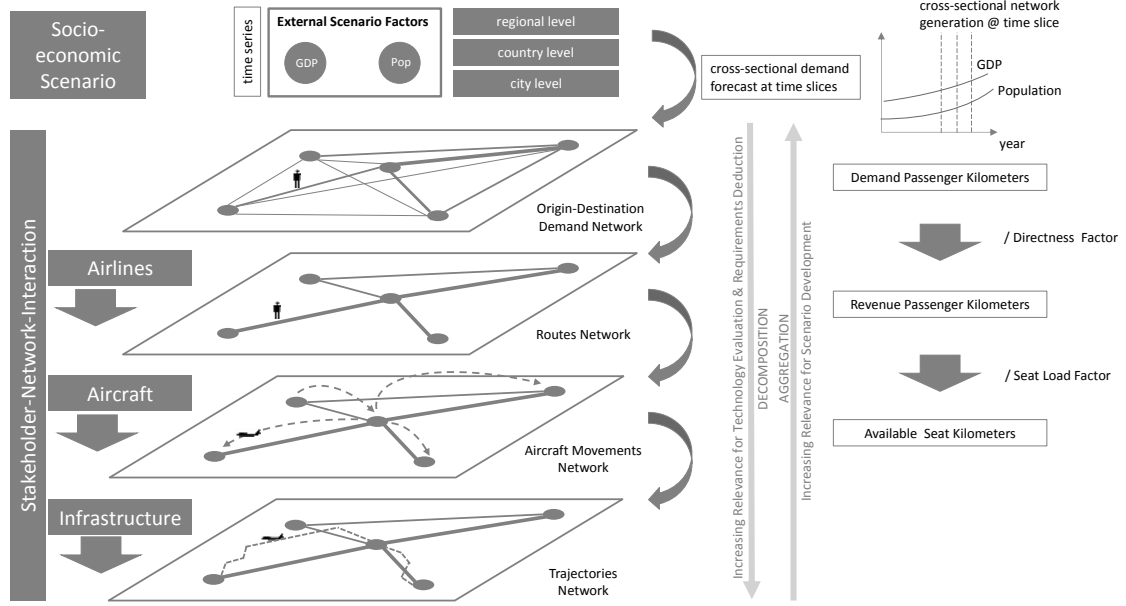 Socio-
economic
Scenario
time series
External Scenario Factors
GDP
Pop
regional level
country level
city level
cross-sectional demand
forecast at time slices
cross-sectional network
generation @ time slice
GDP
Population
year
Stakeholder-Network-Interaction
Origin-Destination
Demand Network
Airlines
Routes Network
Aircraft
Aircraft Movements
Network
Infrastructure
Trajectories
Network
Increasing Relevance for Technology Evaluation & Requirements Deduction
DECOMPOSITION
AGGREGATION
Increasing Relevance for Scenario Development
Demand Passenger Kilometers
/ Directness Factor
Revenue Passenger Kilometers
/ Seat Load Factor
Available Seat Kilometers